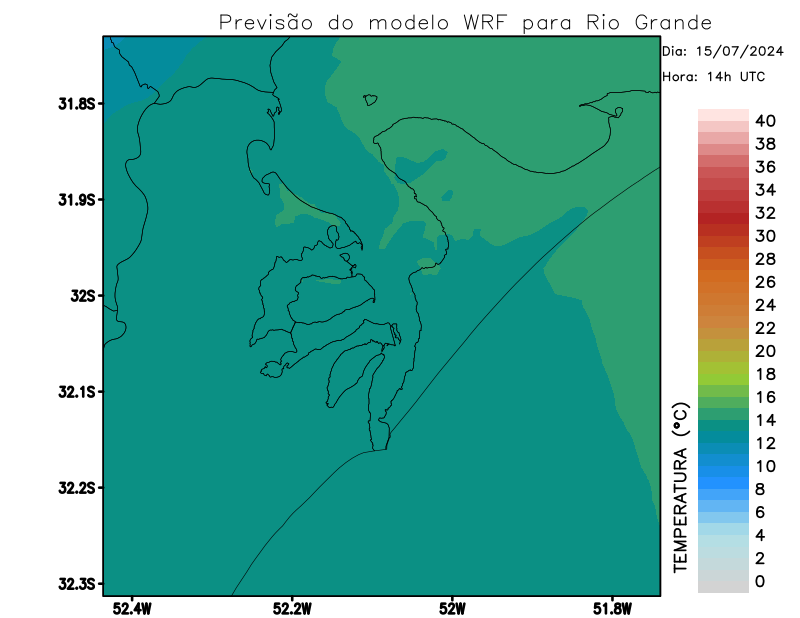 Previsão do modelo WRF para Rio Grande
Dia: 15/07/2024
Hora: 14h UTC
31.8S
31.9S
32S
32.1S
32.2S
32.3S
52.4W
52.2W
52W
51.8W
TEMPERATURA (°C)
40
38
36
34
32
30
28
26
24
22
20
18
16
14
12
10
8
6
4
2
0